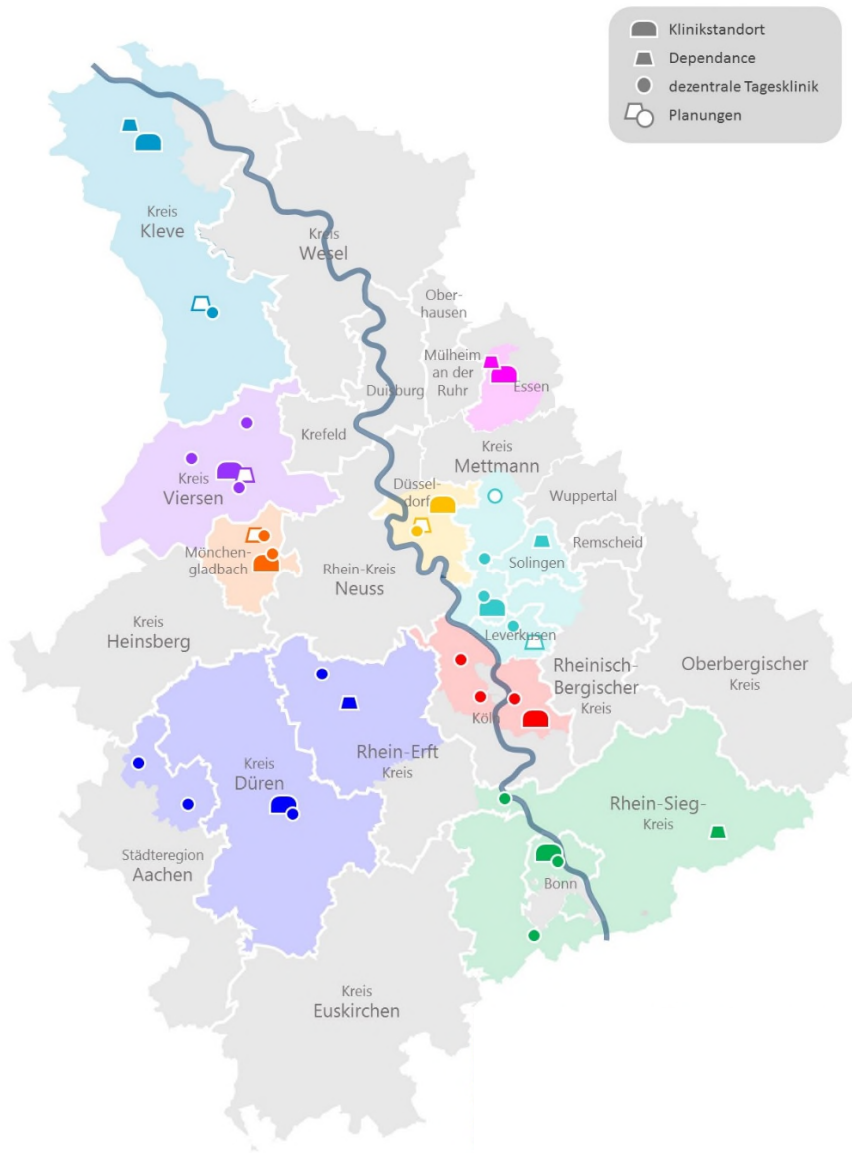 Klinikstandort
Dependance
dezentrale Tagesklinik
Planungen
Kreis
Kleve
Kreis
Wesel
Ober-
hausen
Mülheim
an der
Ruhr
Essen
Duisburg
Krefeld
Kreis
Mettmann
Kreis
Viersen
Düssel-
dorf
Wuppertal
Mönchen-
gladbach
Rhein-Kreis
Neuss
Solingen
Remscheid
Kreis
Heinsberg
Leverkusen
Rheinisch-
Bergischer
Kreis
Oberbergischer
Kreis
Köln
Rhein-Erft
Kreis
Kreis
Düren
Rhein-Sieg-
Kreis
Städteregion
Aachen
Bonn
Kreis
Euskirchen